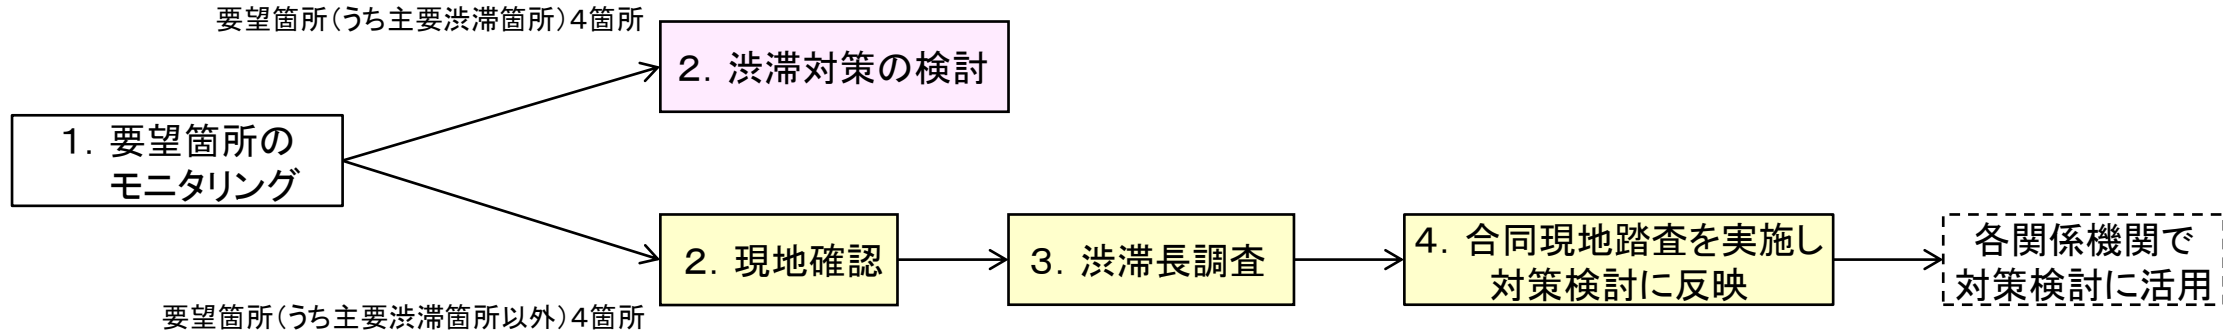 要望箇所（うち主要渋滞箇所）４箇所
２．渋滞対策の検討
１．要望箇所の
モニタリング
２．現地確認
３．渋滞長調査
４．合同現地踏査を実施し
対策検討に反映
各関係機関で
対策検討に活用
要望箇所（うち主要渋滞箇所以外）４箇所